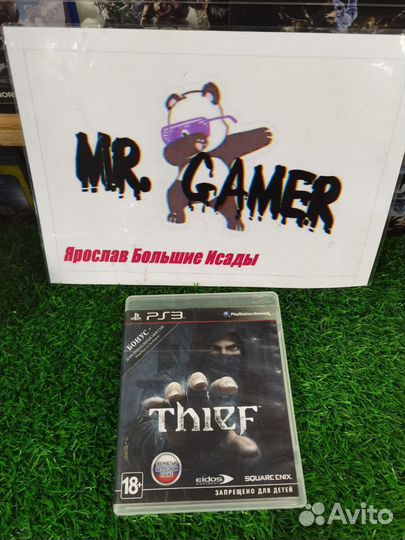 MR. GAMER
Ярослав Большие Исады
PS3
PlayStation Network
БОНУС
THIEF
18+
eidos
SQUARE ENIX
ЗАПРЕЩЕНО ДЛЯ ДЕТЕЙ
Avito